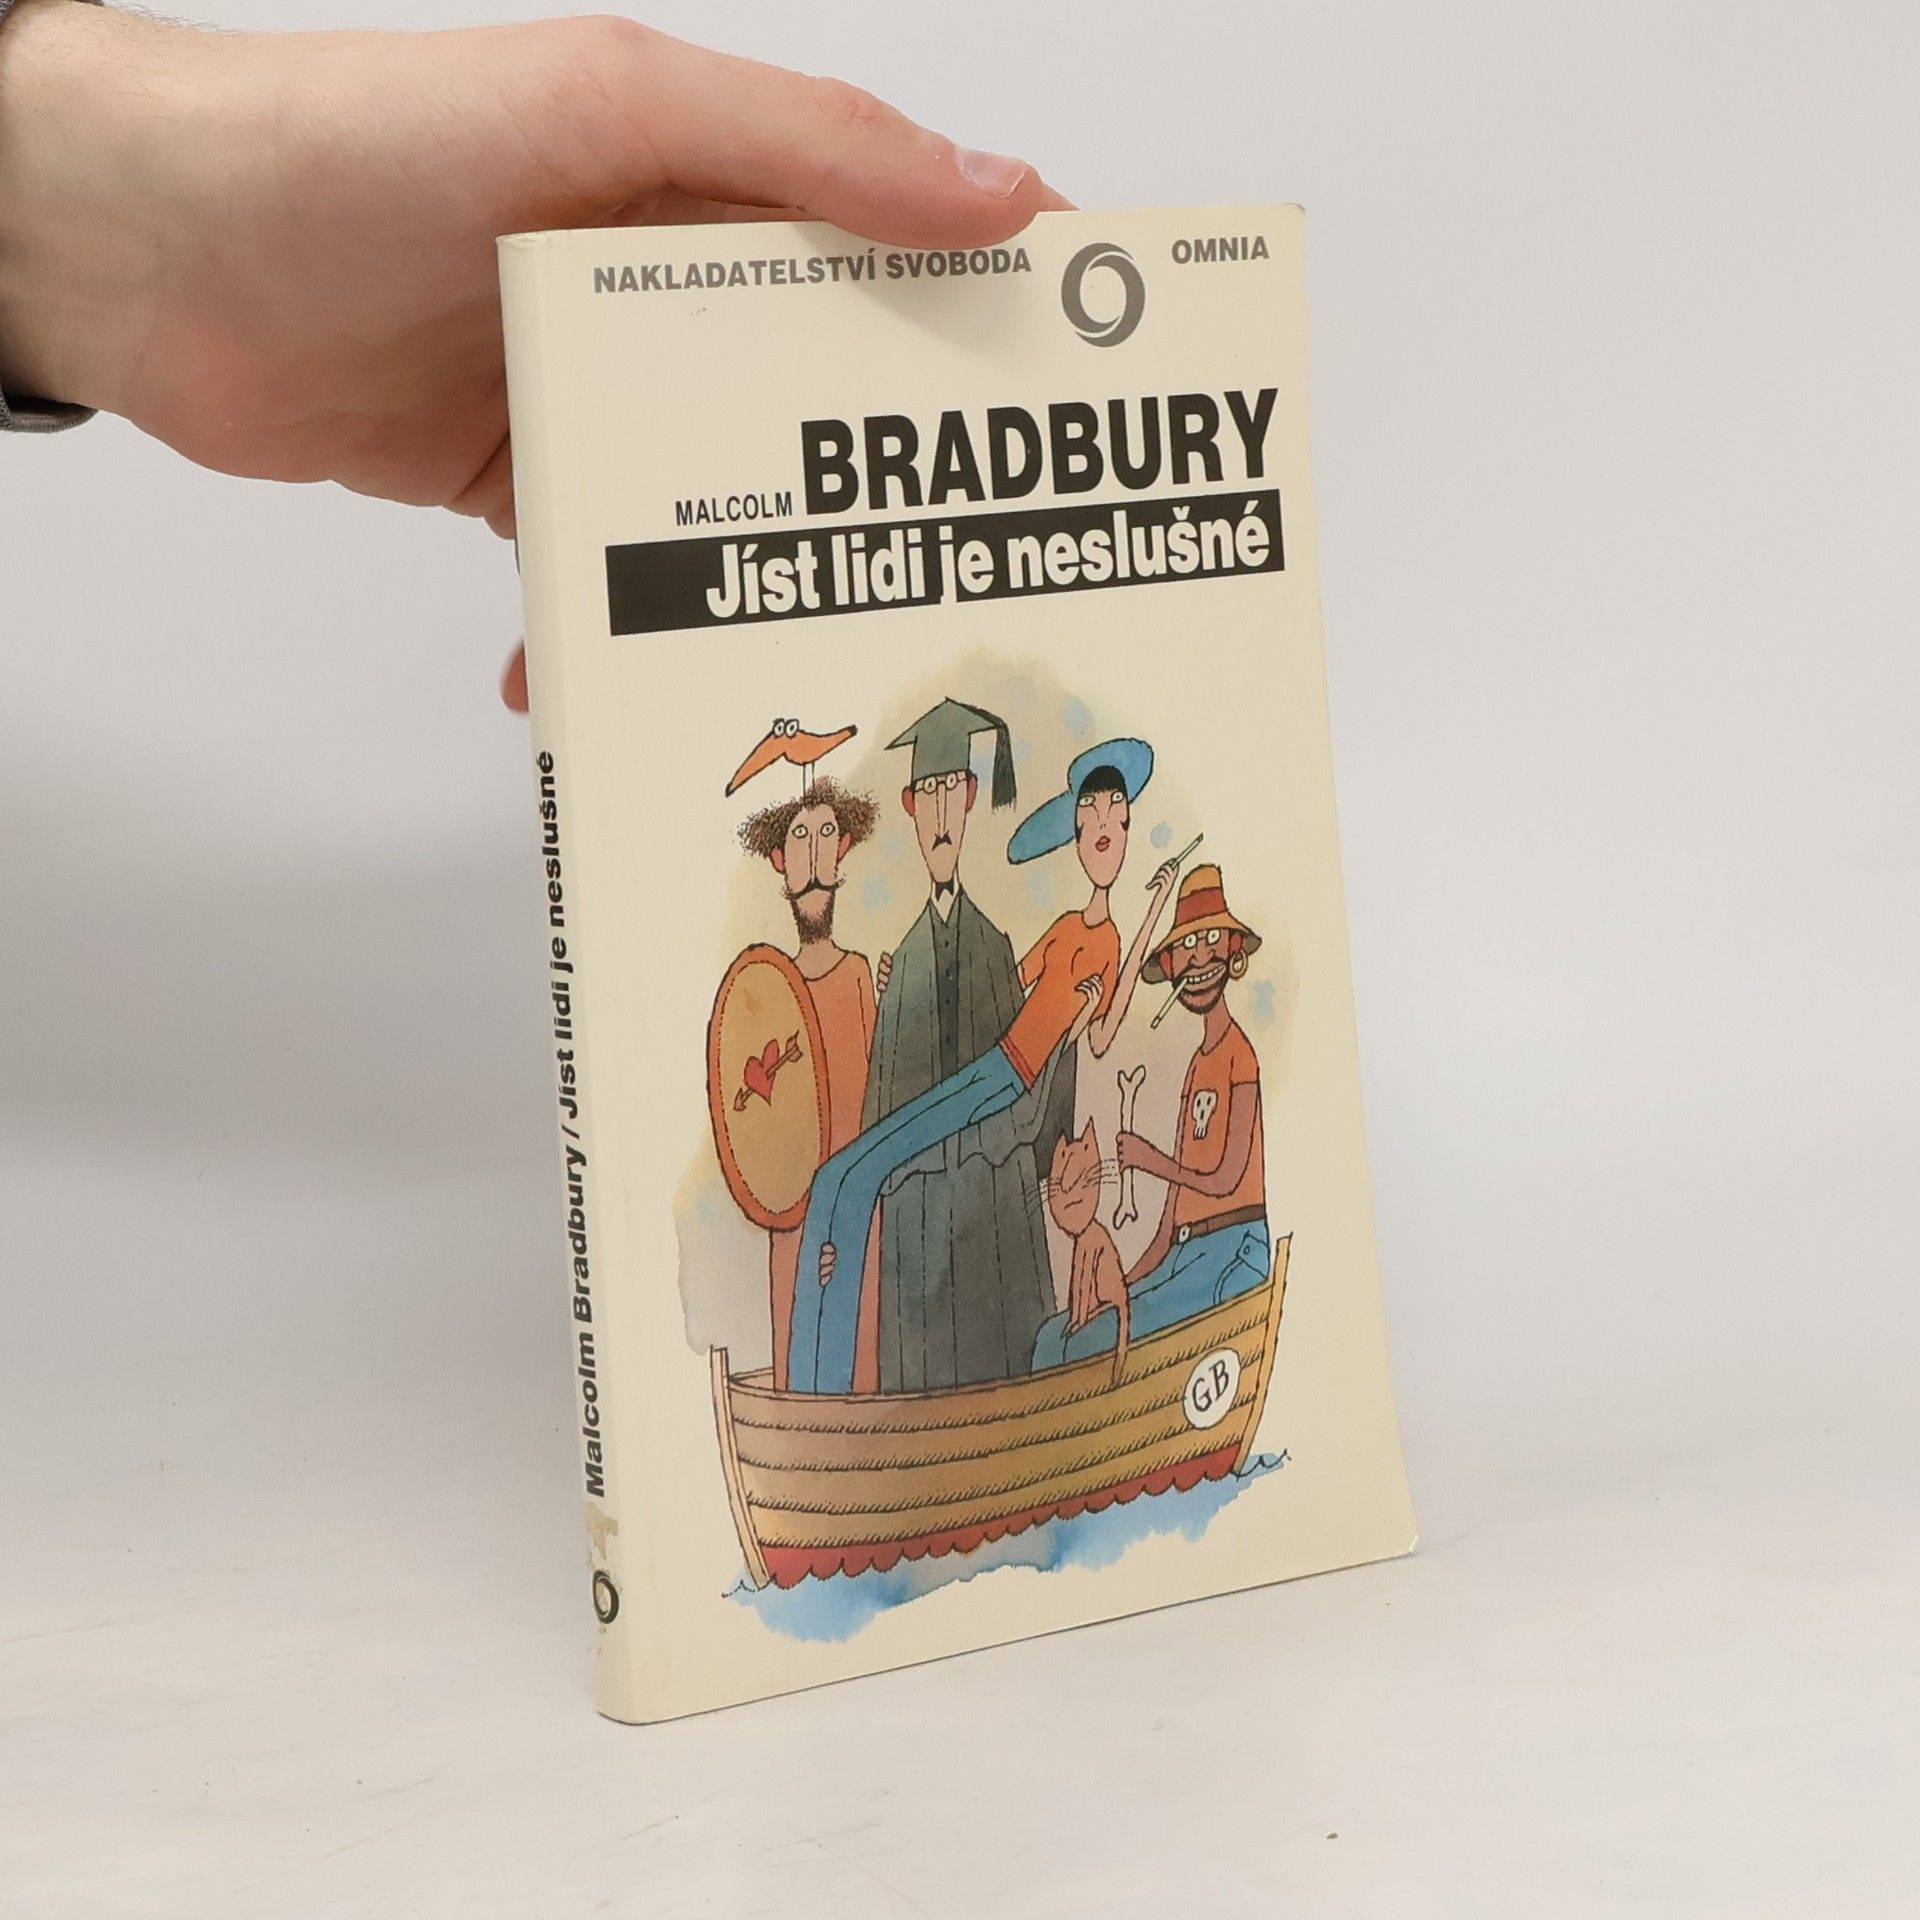 NAKLADATELSTVÍ SVOBODA
OMNIA
MALCOLM BRADBURY
Jíst lidi je neslušné
GB
Malcolm Bradbury / Jíst lidi je neslušné